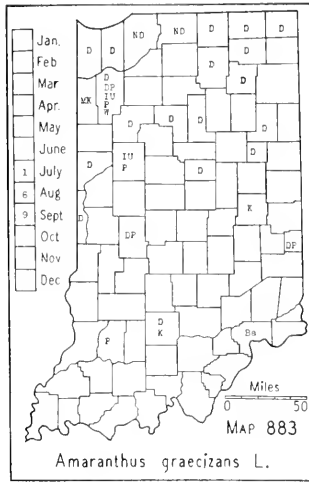 Jan.
Feb
Mar
Apr.
May
June
1 July
6 Aug
9 Sept
Oct
Nov
Dec
D D ND ND D D D D
D D
MK D DP IU P W D
D D D D D
D IU P D
D K
DP DP
D K Ba
P
Miles
0 50
MAP 883
Amaranthus graecizans L.